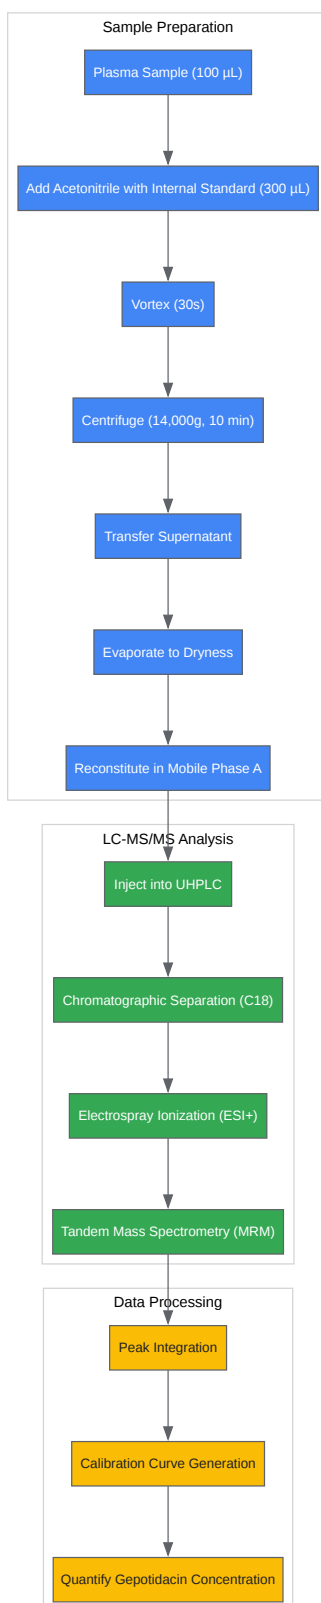 Sample Preparation
Plasma Sample (100 µL)
Add Acetonitrile with Internal Standard (300 µL)
Vortex (30s)
Centrifuge (14,000g, 10 min)
Transfer Supernatant
Evaporate to Dryness
Reconstitute in Mobile Phase A
LC-MS/MS Analysis
Inject into UHPLC
Chromatographic Separation (C18)
Electrospray Ionization (ESI+)
Tandem Mass Spectrometry (MRM)
Data Processing
Peak Integration
Calibration Curve Generation
Quantify Gepotidacin Concentration